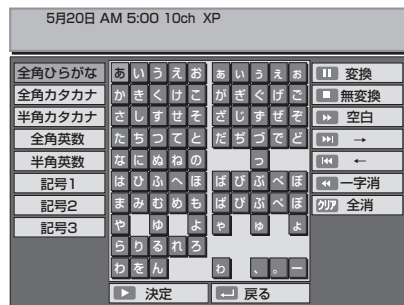 5月20日 AM 5:00 10ch XP
全角ひらがな あ い う え お ぁ ぃ ぅ ぇ ぉ 変換
全角カタカナ か き く け こ が ぎ ぐ げ ご 無変換
半角カタカナ さ し す せ そ ざ じ ず ぜ ぞ 空白
全角英数 た ち つ て と だ ぢ づ で ど →
半角英数 な に ぬ ね の っ ←
記号1 は ひ ふ へ ほ ば び ぶ べ ぼ 一字消
記号2 ま み む め も ぱ ぴ ぷ ぺ ぽ クリア 全消
記号3 や ゆ よ ゃ ゅ ょ
ら り る れ ろ
わ を ん ゎ 、 。 ー
決定 戻る